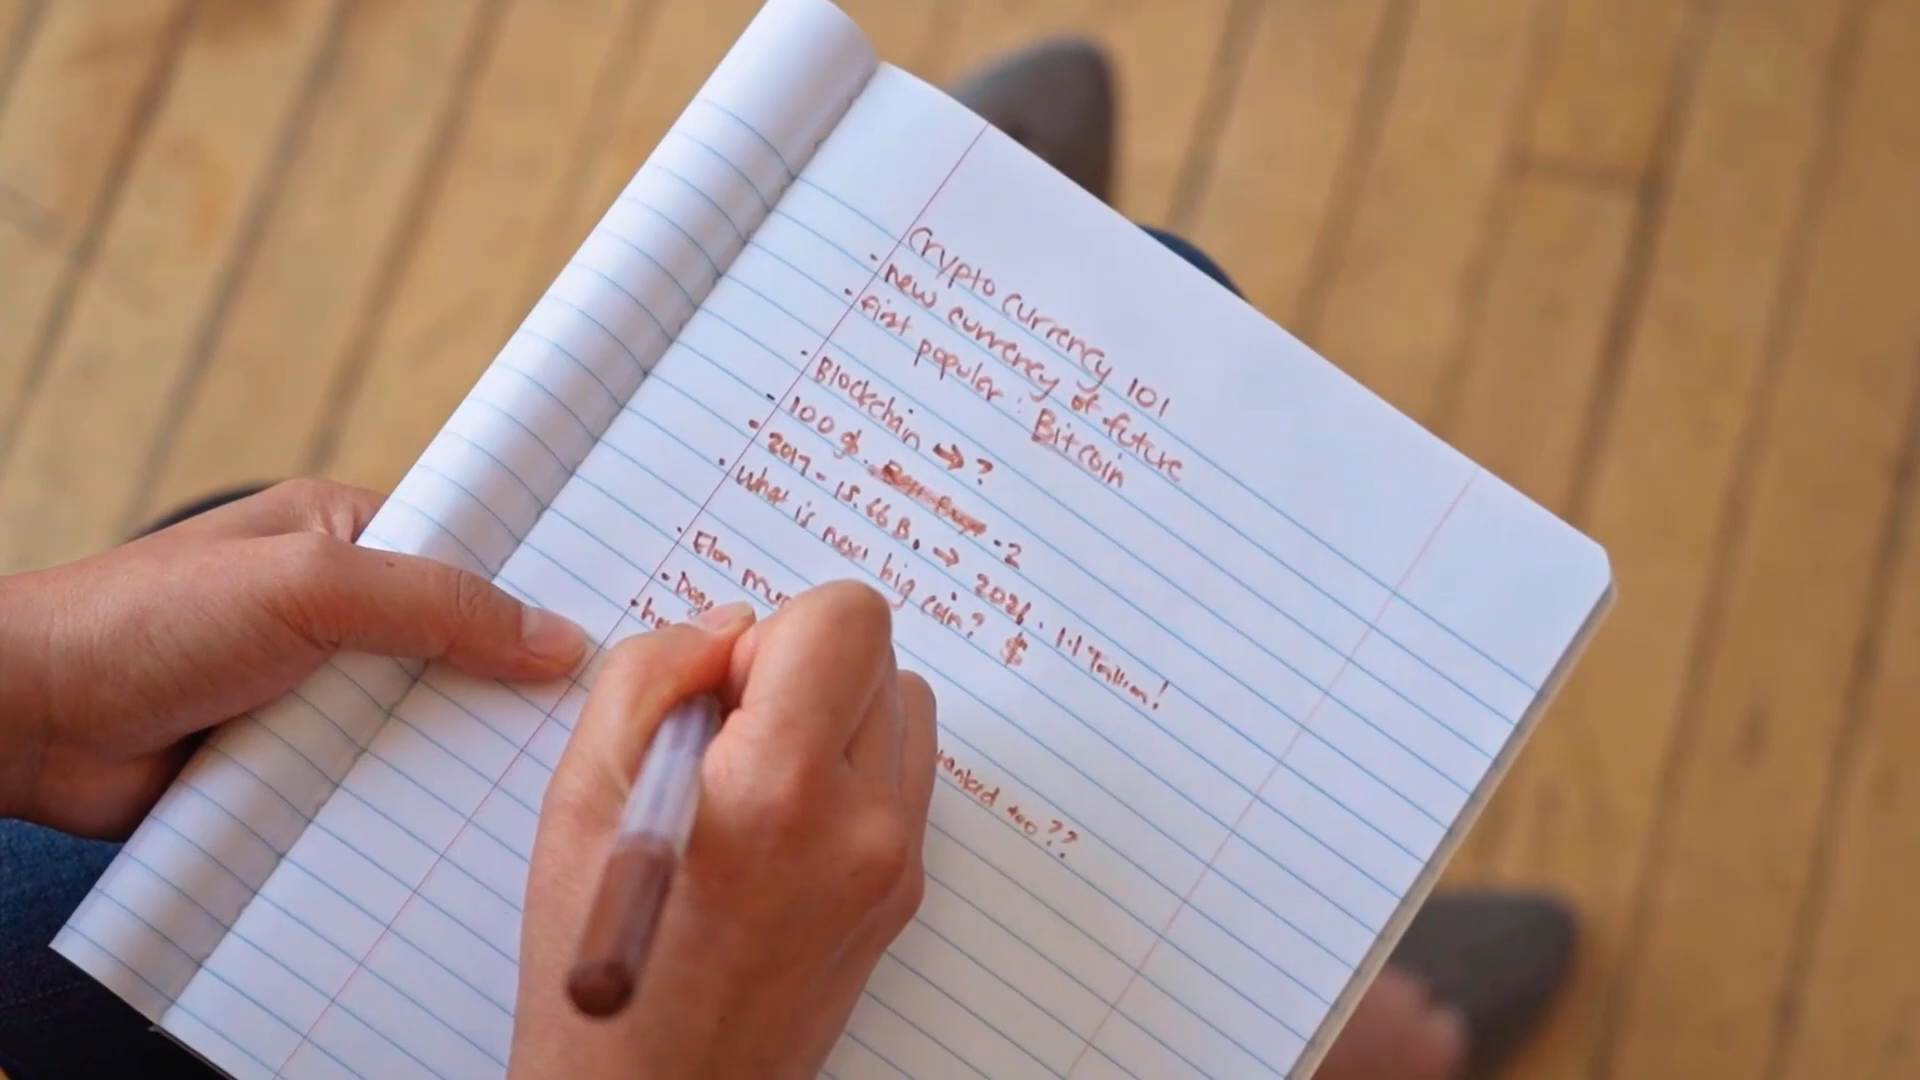 Crypto Currency 101
• new currency of future
• first popular : Bitcoin
• Blockchain → ?
• 100 $. - 2
• 2017 - 15.66 B. → 2021 . 1.1 Trillion!
• What is next big coin? $
• Elon
• Doge
tanked too ??